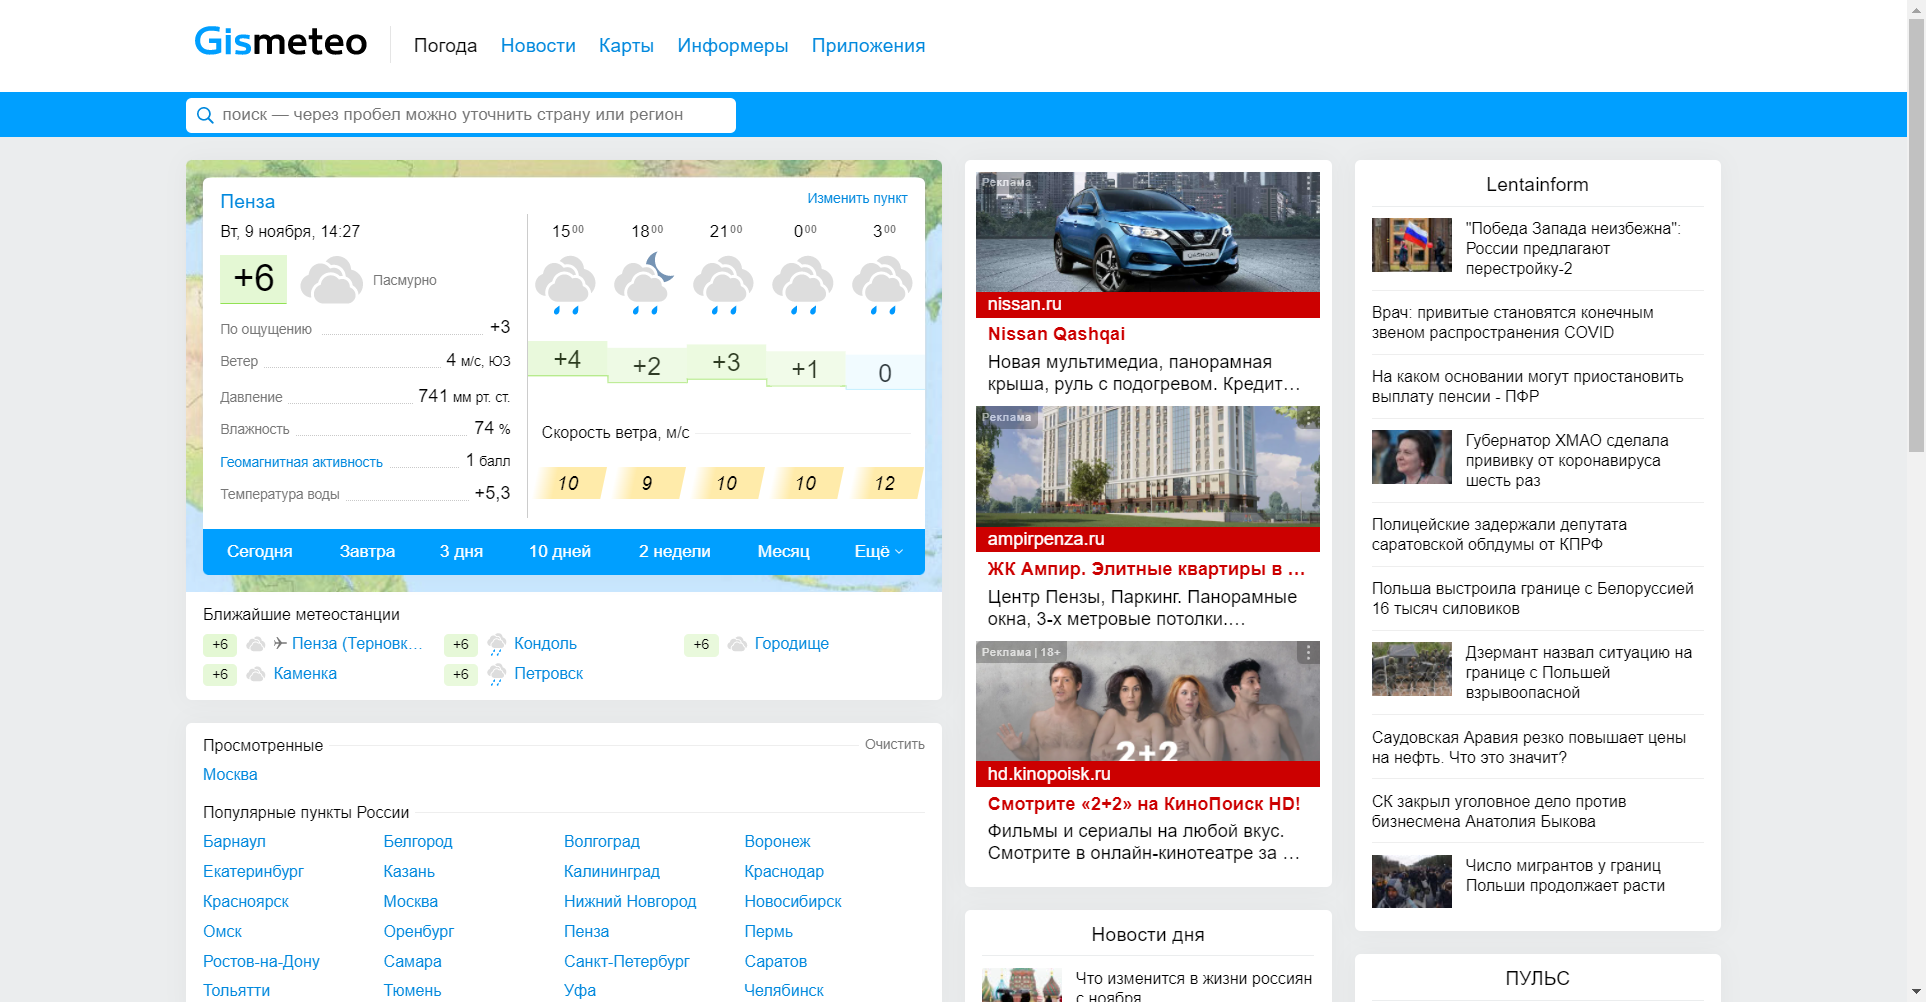 Gismeteo
Погода Новости Карты Информеры Приложения
поиск — через пробел можно уточнить страну или регион
Пенза
Изменить пункт
Вт, 9 ноября, 14:27
+6 Пасмурно
По ощущению +3
Ветер 4 м/с, ЮЗ
Давление 741 мм рт. ст.
Влажность 74 %
Геомагнитная активность 1 балл
Температура воды +5,3
15 00 18 00 21 00 0 00 3 00
+4 +2 +3 +1 0
Скорость ветра, м/с
10 9 10 10 12
Сегодня Завтра 3 дня 10 дней 2 недели Месяц Ещё
Ближайшие метеостанции
+6 Пенза (Терновк… +6 Кондоль +6 Городище
+6 Каменка +6 Петровск
Просмотренные Очистить
Москва
Популярные пункты России
Барнаул Белгород Волгоград Воронеж
Екатеринбург Казань Калининград Краснодар
Красноярск Москва Нижний Новгород Новосибирск
Омск Оренбург Пенза Пермь
Ростов-на-Дону Самара Санкт-Петербург Саратов
Тольятти Тюмень Уфа Челябинск
Реклама
QASHQAI
nissan.ru
Nissan Qashqai
Новая мультимедиа, панорамная
крыша, руль с подогревом. Кредит…
Реклама
ampirpenza.ru
ЖК Ампир. Элитные квартиры в …
Центр Пензы, Паркинг. Панорамные
окна, 3-х метровые потолки.…
Реклама | 18+
2+2
hd.kinopoisk.ru
Смотрите «2+2» на КиноПоиск HD!
Фильмы и сериалы на любой вкус.
Смотрите в онлайн-кинотеатре за …
Новости дня
Что изменится в жизни россиян
с ноября
Lentainform
"Победа Запада неизбежна":
России предлагают
перестройку-2
Врач: привитые становятся конечным
звеном распространения COVID
На каком основании могут приостановить
выплату пенсии - ПФР
Губернатор ХМАО сделала
прививку от коронавируса
шесть раз
Полицейские задержали депутата
саратовской облдумы от КПРФ
Польша выстроила границе с Белоруссией
16 тысяч силовиков
Дзермант назвал ситуацию на
границе с Польшей
взрывоопасной
Саудовская Аравия резко повышает цены
на нефть. Что это значит?
СК закрыл уголовное дело против
бизнесмена Анатолия Быкова
Число мигрантов у границ
Польши продолжает расти
ПУЛЬС